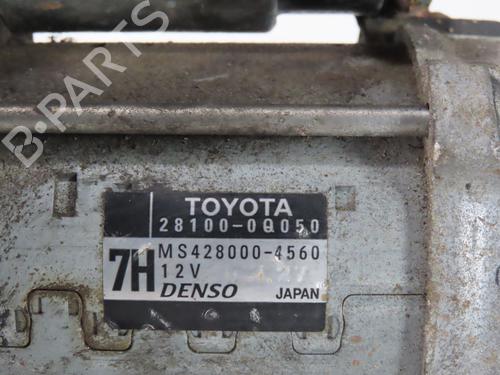 B-PARTS
TOYOTA
28100-0Q050
7H MS428000-4560
12V
DENSO JAPAN